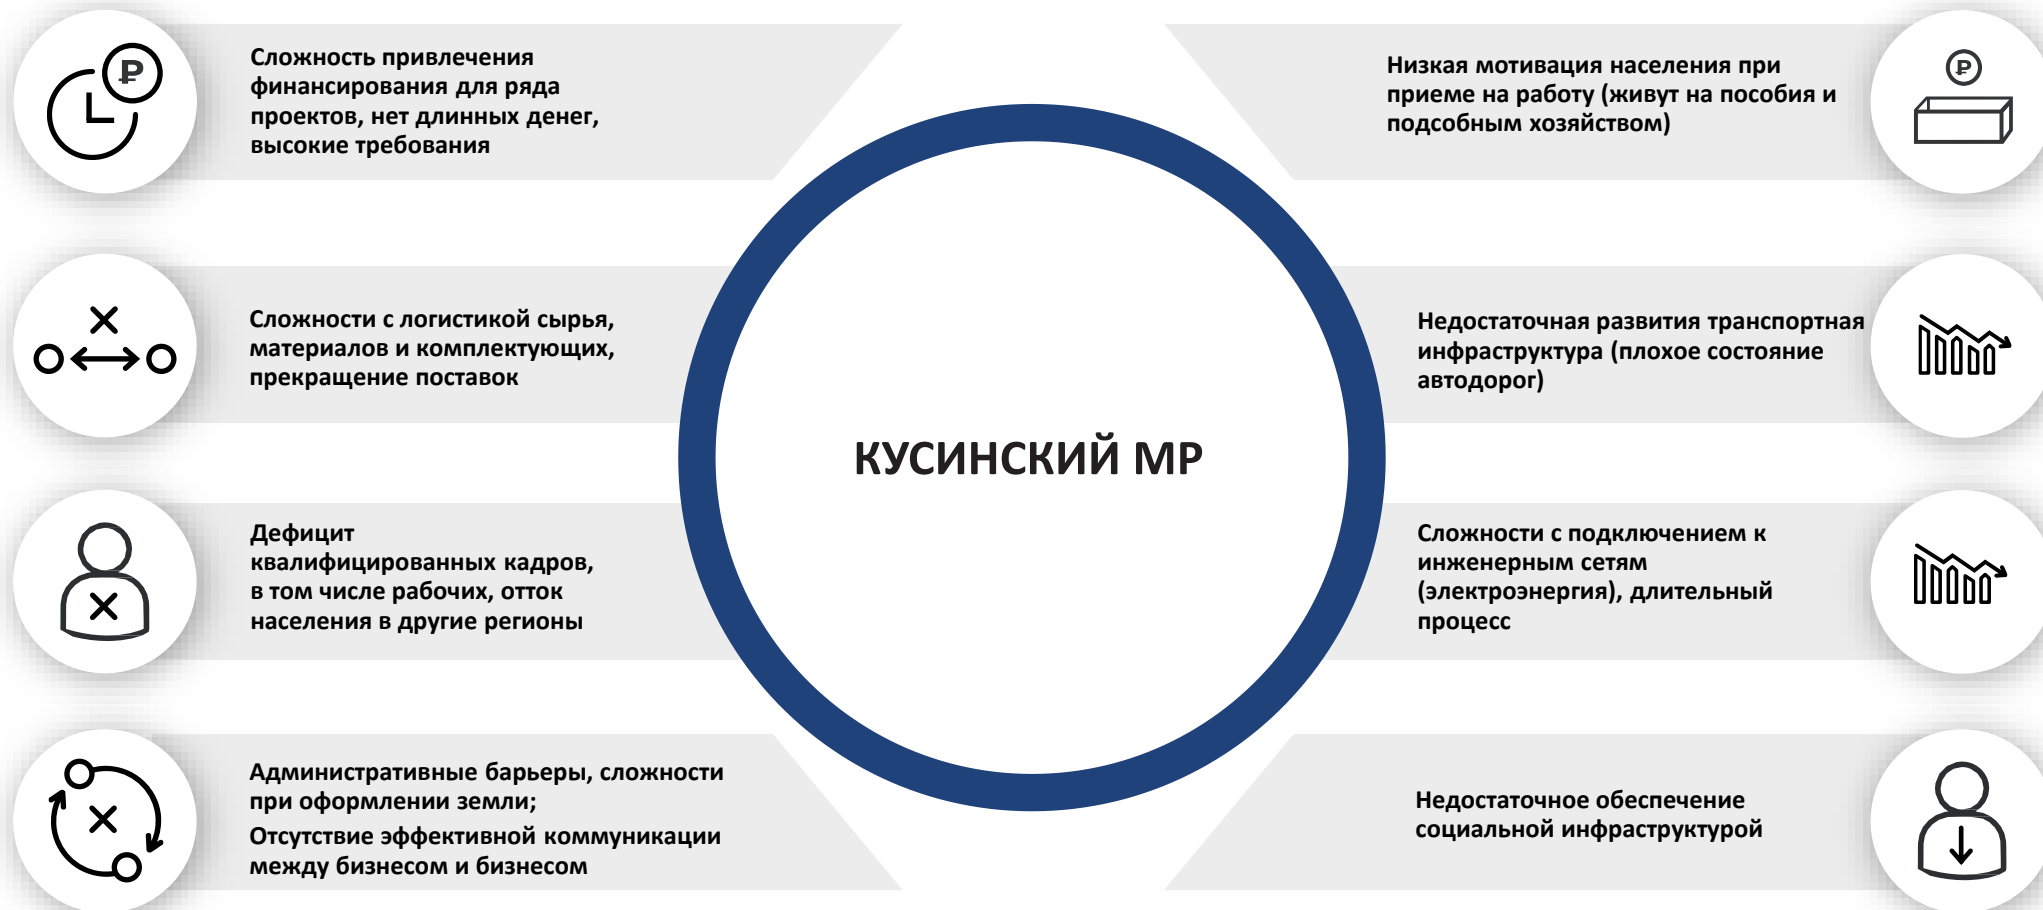 Сложность привлечения
финансирования для ряда
проектов, нет длинных денег,
высокие требования
Сложности с логистикой сырья,
материалов и комплектующих,
прекращение поставок
Дефицит
квалифицированных кадров,
в том числе рабочих, отток
населения в другие регионы
Административные барьеры, сложности
при оформлении земли;
Отсутствие эффективной коммуникации
между бизнесом и бизнесом
КУСИНСКИЙ МР
Низкая мотивация населения при
приеме на работу (живут на пособия и
подсобным хозяйством)
Недостаточная развития транспортная
инфраструктура (плохое состояние
автодорог)
Сложности с подключением к
инженерным сетям
(электроэнергия), длительный
процесс
Недостаточное обеспечение
социальной инфраструктурой